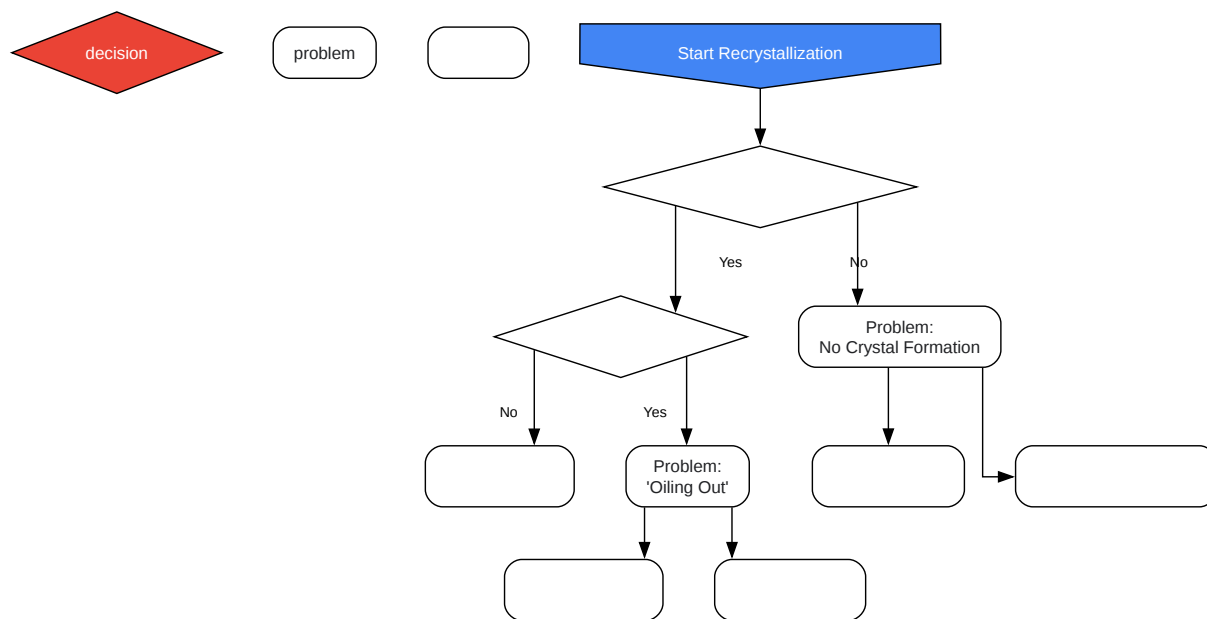 decision
problem
Start Recrystallization
Yes
No
Problem:
No Crystal Formation
No
Yes
Problem:
'Oiling Out'